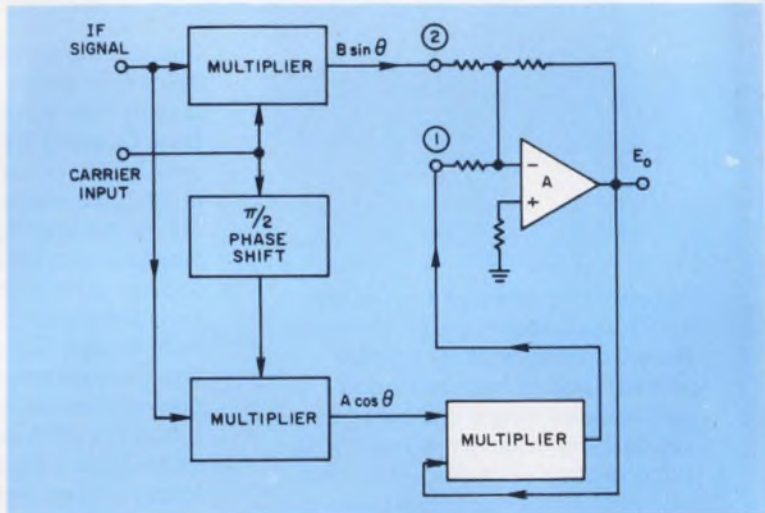 IF
SIGNAL
MULTIPLIER
B sin θ
②
①
CARRIER
INPUT
π/2
PHASE
SHIFT
−
A
+
E₀
MULTIPLIER
A cos θ
MULTIPLIER